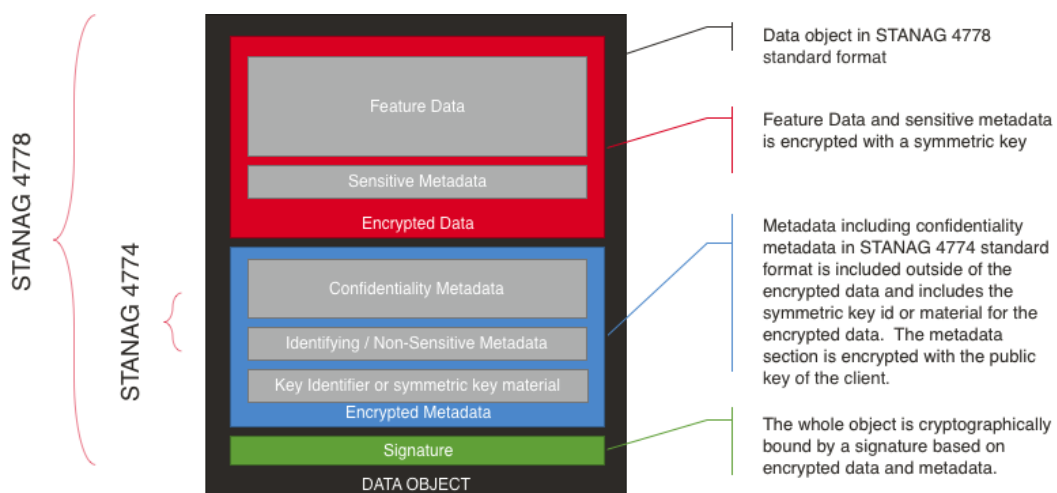 STANAG 4778
STANAG 4774
Feature Data
Sensitive Metadata
Encrypted Data
Confidentiality Metadata
Identifying / Non-Sensitive Metadata
Key Identifier or symmetric key material
Encrypted Metadata
Signature
DATA OBJECT
Data object in STANAG 4778
standard format
Feature Data and sensitive metadata
is encrypted with a symmetric key
Metadata including confidentiality
metadata in STANAG 4774 standard
format is included outside of the
encrypted data and includes the
symmetric key id or material for the
encrypted data.  The metadata
section is encrypted with the public
key of the client.
The whole object is cryptographically
bound by a signature based on
encrypted data and metadata.